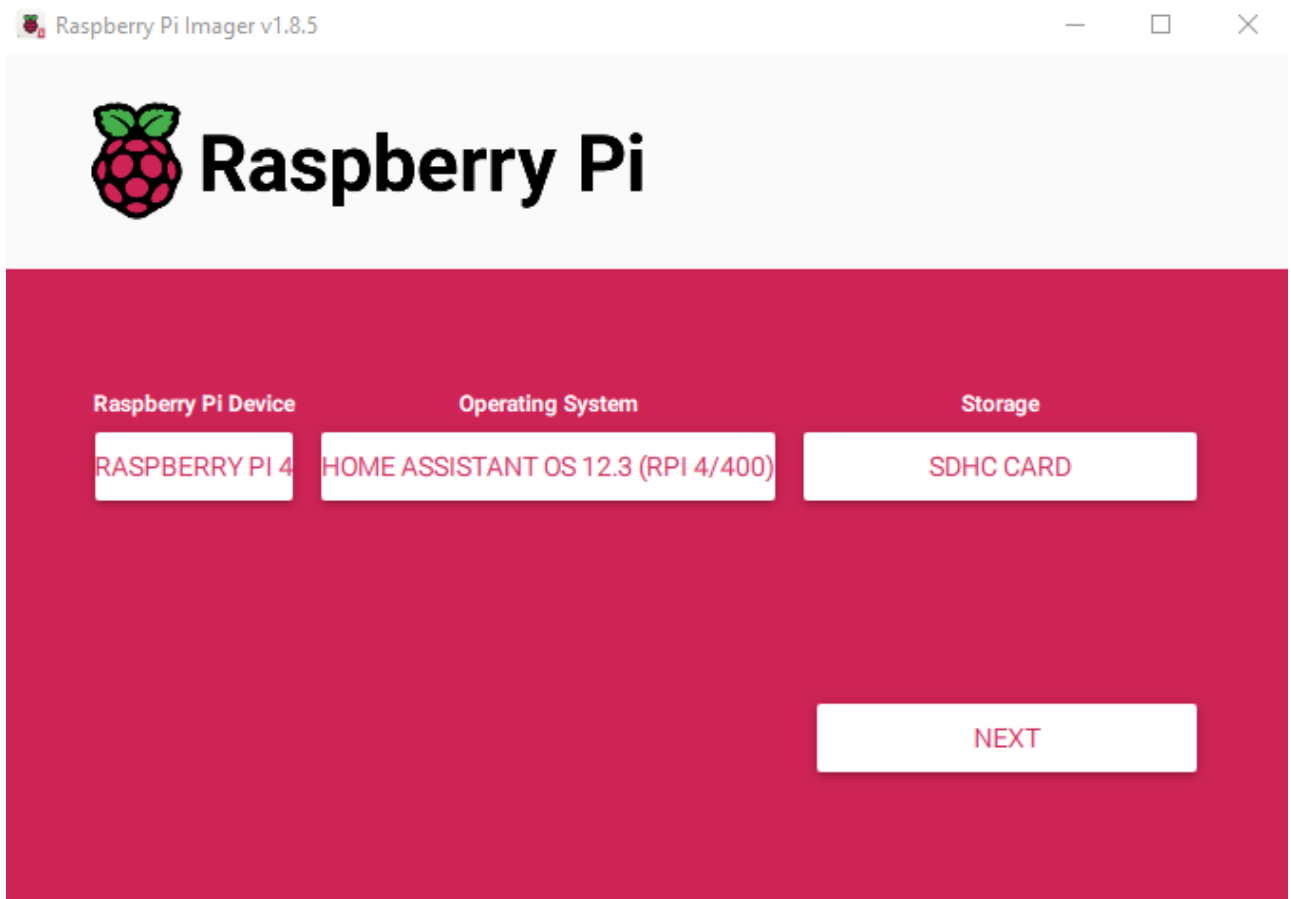 Raspberry Pi Imager v1.8.5
Raspberry Pi
Raspberry Pi Device Operating System Storage
RASPBERRY PI 4 HOME ASSISTANT OS 12.3 (RPI 4/400) SDHC CARD
NEXT